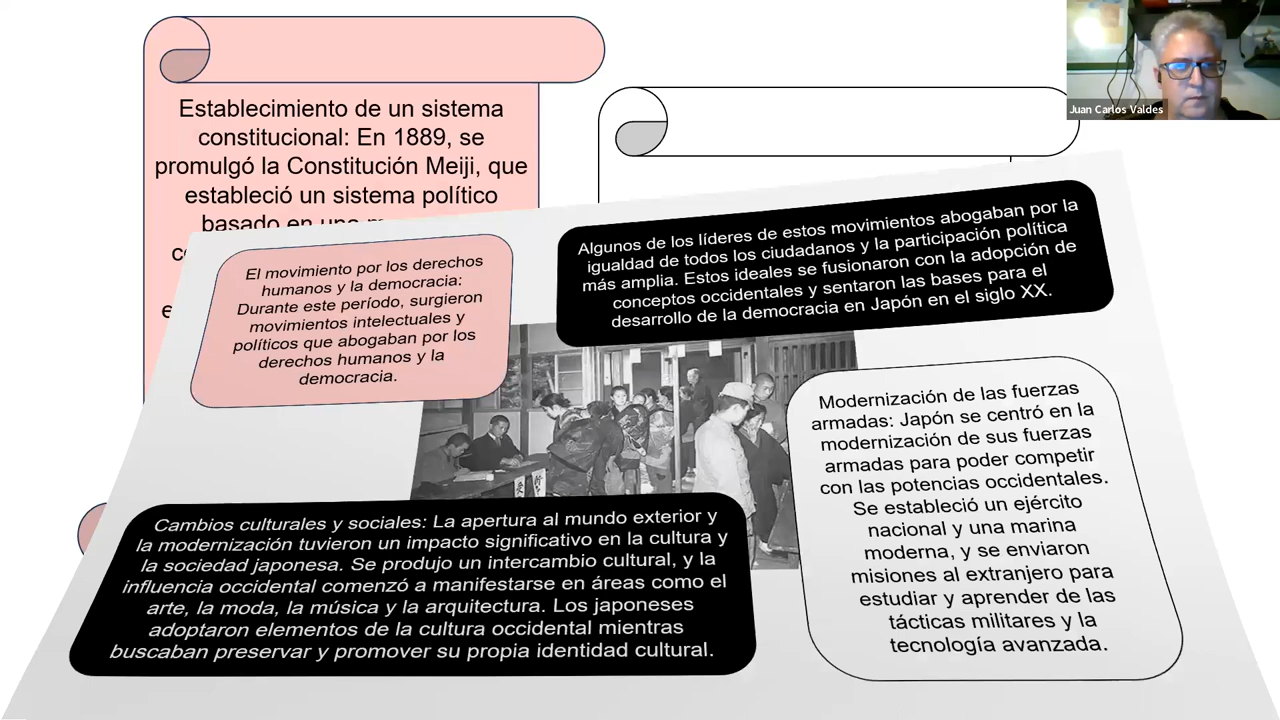 Establecimiento de un sistema
constitucional: En 1889, se
promulgó la Constitución Meiji, que
estableció un sistema político
basado en una
Juan Carlos Valdes
El movimiento por los derechos
humanos y la democracia:
Durante este período, surgieron
movimientos intelectuales y
políticos que abogaban por los
derechos humanos y la
democracia.
Algunos de los líderes de estos movimientos abogaban por la
igualdad de todos los ciudadanos y la participación política
más amplia. Estos ideales se fusionaron con la adopción de
conceptos occidentales y sentaron las bases para el
desarrollo de la democracia en Japón en el siglo XX.
Modernización de las fuerzas
armadas: Japón se centró en la
modernización de sus fuerzas
armadas para poder competir
con las potencias occidentales.
Se estableció un ejército
nacional y una marina
moderna, y se enviaron
misiones al extranjero para
estudiar y aprender de las
tácticas militares y la
tecnología avanzada.
Cambios culturales y sociales: La apertura al mundo exterior y
la modernización tuvieron un impacto significativo en la cultura y
la sociedad japonesa. Se produjo un intercambio cultural, y la
influencia occidental comenzó a manifestarse en áreas como el
arte, la moda, la música y la arquitectura. Los japoneses
adoptaron elementos de la cultura occidental mientras
buscaban preservar y promover su propia identidad cultural.